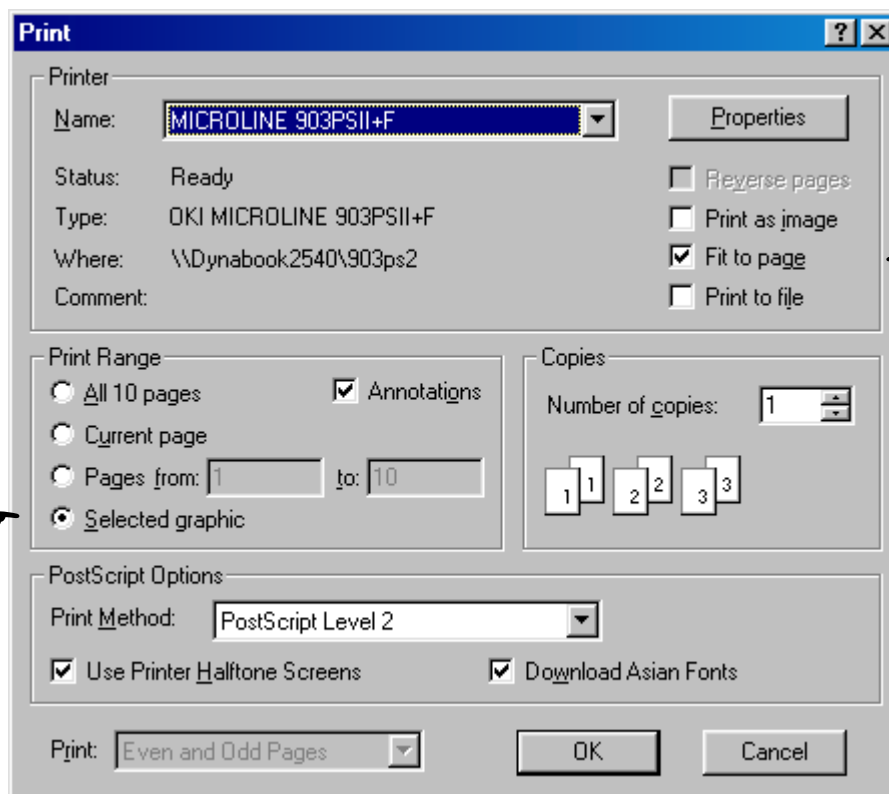 Print
Printer
Name: MICROLINE 903PSII+F Properties
Status: Ready Reverse pages
Type: OKI MICROLINE 903PSII+F Print as image
Where: \\Dynabook2540\903ps2 Fit to page
Comment: Print to file
Print Range Copies
All 10 pages Annotations Number of copies: 1
Current page
Pages from: 1 to: 10 1 1 2 2 3 3
Selected graphic
PostScript Options
Print Method: PostScript Level 2
Use Printer Halftone Screens Download Asian Fonts
Print: Even and Odd Pages OK Cancel